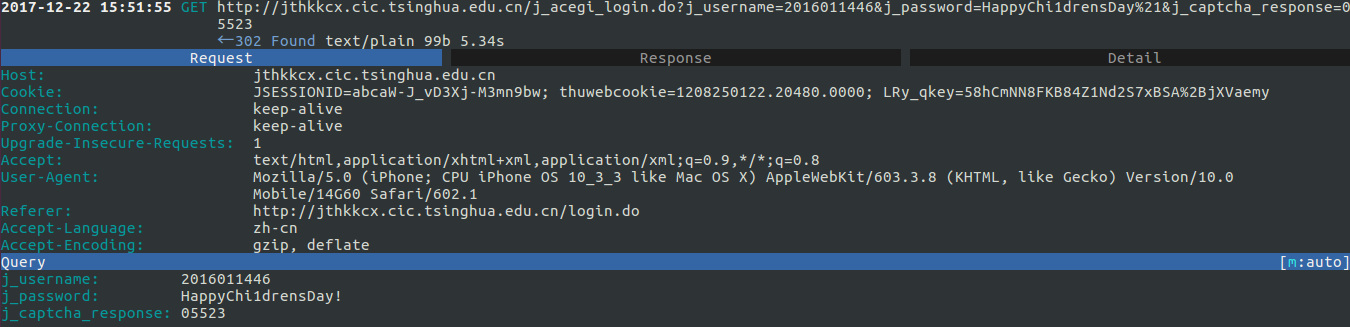 2017-12-22 15:51:55 GET http://jthkkcx.cic.tsinghua.edu.cn/j_acegi_login.do?j_username=2016011446&j_password=HappyChi1drensDay%21&j_captcha_response=0
5523
←302 Found text/plain 99b 5.34s
Request Response Detail
Host: jthkkcx.cic.tsinghua.edu.cn
Cookie: JSESSIONID=abcaW-J_vD3Xj-M3mn9bw; thuwebcookie=1208250122.20480.0000; LRy_qkey=58hCmNN8FKB84Z1Nd2S7xBSA%2BjXVaemy
Connection: keep-alive
Proxy-Connection: keep-alive
Upgrade-Insecure-Requests: 1
Accept: text/html,application/xhtml+xml,application/xml;q=0.9,*/*;q=0.8
User-Agent: Mozilla/5.0 (iPhone; CPU iPhone OS 10_3_3 like Mac OS X) AppleWebKit/603.3.8 (KHTML, like Gecko) Version/10.0
Mobile/14G60 Safari/602.1
Referer: http://jthkkcx.cic.tsinghua.edu.cn/login.do
Accept-Language: zh-cn
Accept-Encoding: gzip, deflate
Query [m:auto]
j_username: 2016011446
j_password: HappyChi1drensDay!
j_captcha_response: 05523